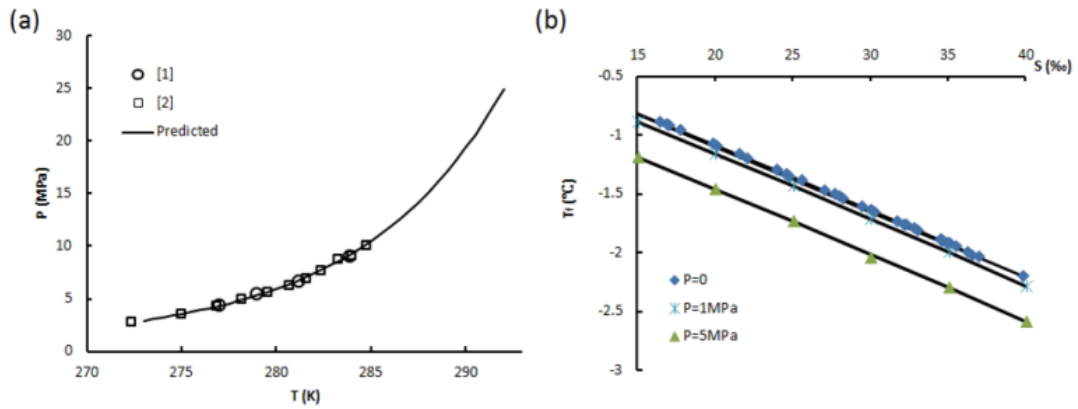 (a)
30
25
20
15
10
5
0
P (MPa)
270
275
280
285
290
T (K)
[1]
[2]
Predicted
(b)
15
20
25
30
35
40
S (‰)
-0.5
-1
-1.5
-2
-2.5
-3
Tf (°C)
P=0
P=1MPa
P=5MPa